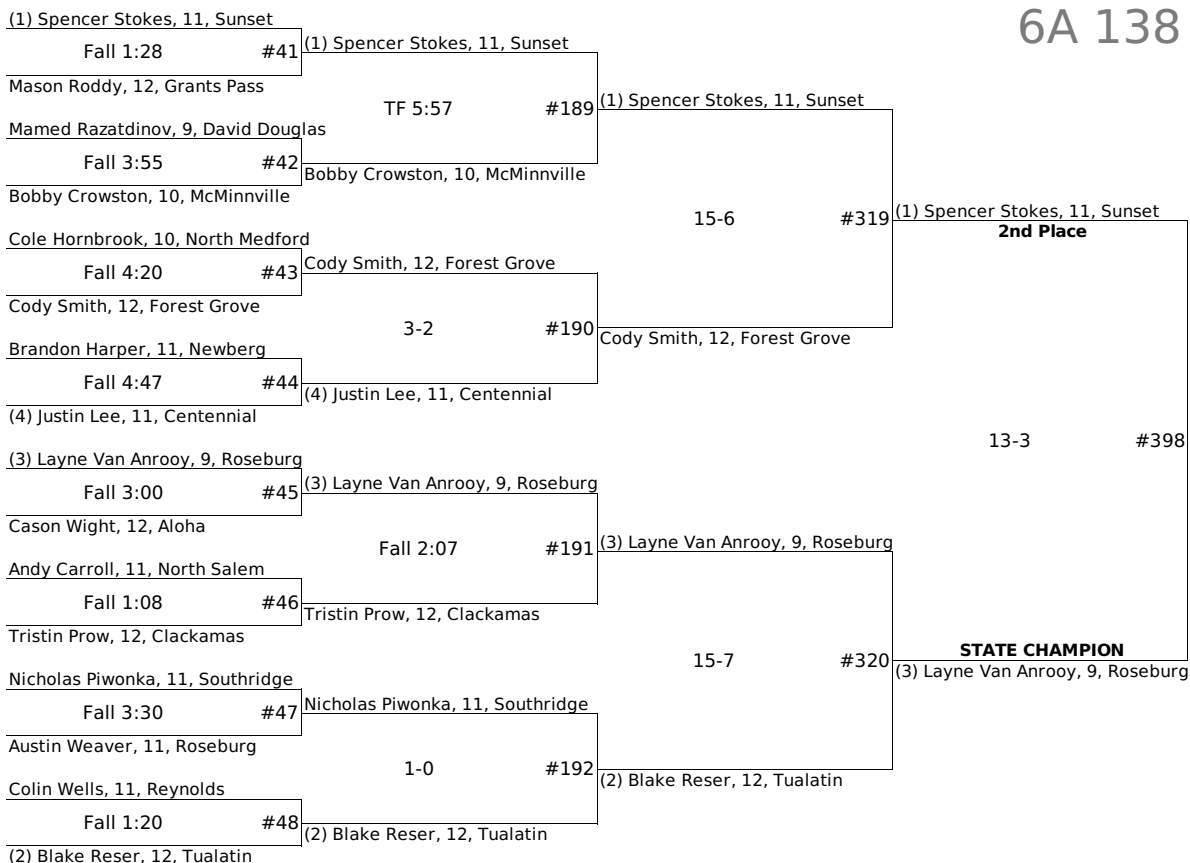 6A 138
(1) Spencer Stokes, 11, Sunset
Fall 1:28 #41
Mason Roddy, 12, Grants Pass
Mamed Razatdinov, 9, David Douglas
Fall 3:55 #42
Bobby Crowston, 10, McMinnville
Cole Hornbrook, 10, North Medford
Fall 4:20 #43
Cody Smith, 12, Forest Grove
Brandon Harper, 11, Newberg
Fall 4:47 #44
(4) Justin Lee, 11, Centennial
(3) Layne Van Anrooy, 9, Roseburg
Fall 3:00 #45
Cason Wight, 12, Aloha
Andy Carroll, 11, North Salem
Fall 1:08 #46
Tristin Prow, 12, Clackamas
Nicholas Piwonka, 11, Southridge
Fall 3:30 #47
Austin Weaver, 11, Roseburg
Colin Wells, 11, Reynolds
Fall 1:20 #48
(2) Blake Reser, 12, Tualatin
(1) Spencer Stokes, 11, Sunset
TF 5:57 #189
Bobby Crowston, 10, McMinnville
Cody Smith, 12, Forest Grove
3-2 #190
(4) Justin Lee, 11, Centennial
(3) Layne Van Anrooy, 9, Roseburg
Fall 2:07 #191
Tristin Prow, 12, Clackamas
Nicholas Piwonka, 11, Southridge
1-0 #192
(2) Blake Reser, 12, Tualatin
(1) Spencer Stokes, 11, Sunset
15-6 #319
Cody Smith, 12, Forest Grove
(3) Layne Van Anrooy, 9, Roseburg
15-7 #320
(2) Blake Reser, 12, Tualatin
(1) Spencer Stokes, 11, Sunset
2nd Place
13-3 #398
STATE CHAMPION
(3) Layne Van Anrooy, 9, Roseburg